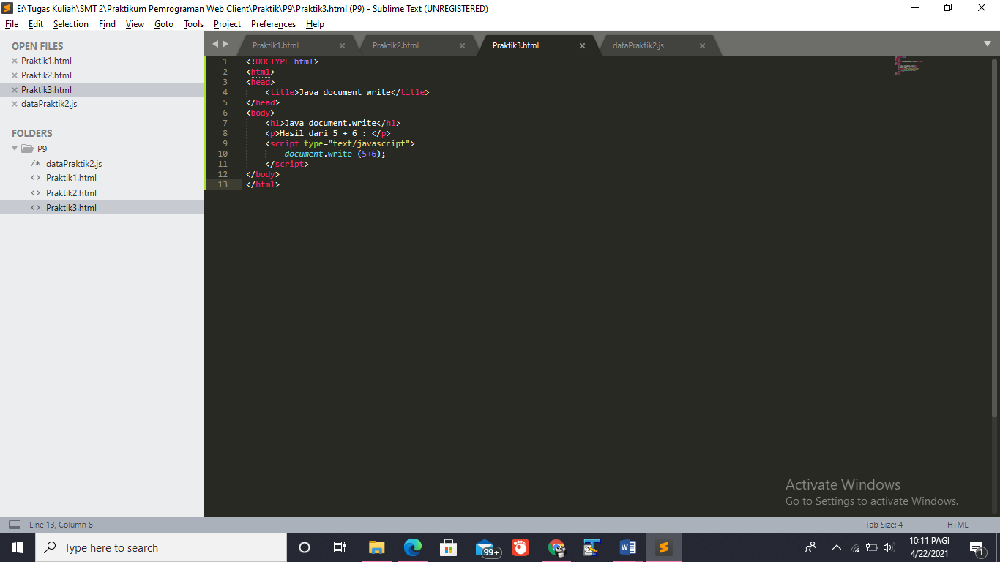 E:\Tugas Kuliah\SMT 2\Praktikum Pemrograman Web Client\Praktik\P9\Praktik3.html (P9) - Sublime Text (UNREGISTERED)
File Edit Selection Find View Goto Tools Project Preferences Help
OPEN FILES
Praktik1.html
Praktik2.html
Praktik3.html
dataPraktik2.js
FOLDERS
P9
/* dataPraktik2.js
<> Praktik1.html
<> Praktik2.html
<> Praktik3.html
Praktik1.html Praktik2.html Praktik3.html dataPraktik2.js
1 <!DOCTYPE html>
2 <html>
3 <head>
4 <title>Java document write</title>
5 </head>
6 <body>
7 <h1>Java document.write</h1>
8 <p>Hasil dari 5 + 6 : </p>
9 <script type="text/javascript">
10 document.write (5+6);
11 </script>
12 </body>
13 </html>
Activate Windows
Go to Settings to activate Windows.
Line 13, Column 8 Tab Size: 4 HTML
Type here to search
99+
10:11 PAGI
4/22/2021
1